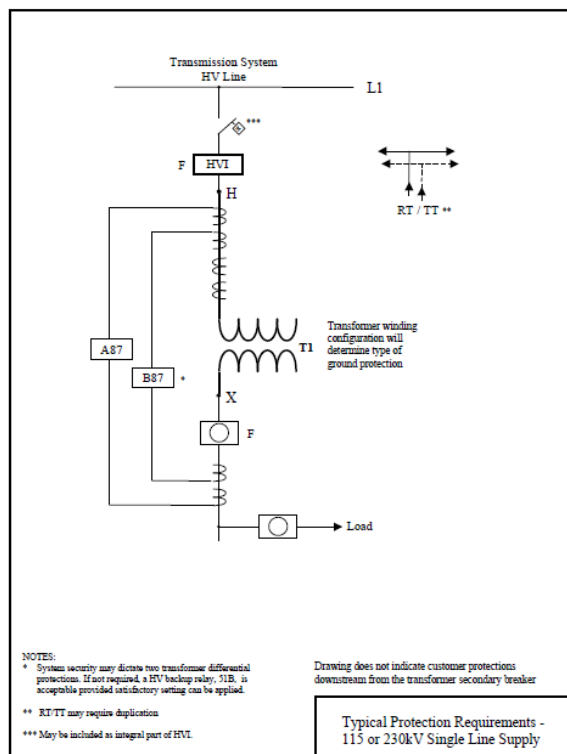 Transmission System
HV Line
L1
***
F
HVI
H
RT / TT **
A87
B87
*
T1
Transformer winding
configuration will
determine type of
ground protection
X
F
Load
NOTES:
* System security may dictate two transformer differential
protections. If not required, a HV backup relay, 51B, is
acceptable provided satisfactory setting can be applied.
** RT/TT may require duplication
*** May be included as integral part of HVI.
Drawing does not indicate customer protections
downstream from the transformer secondary breaker
Typical Protection Requirements -
115 or 230kV Single Line Supply